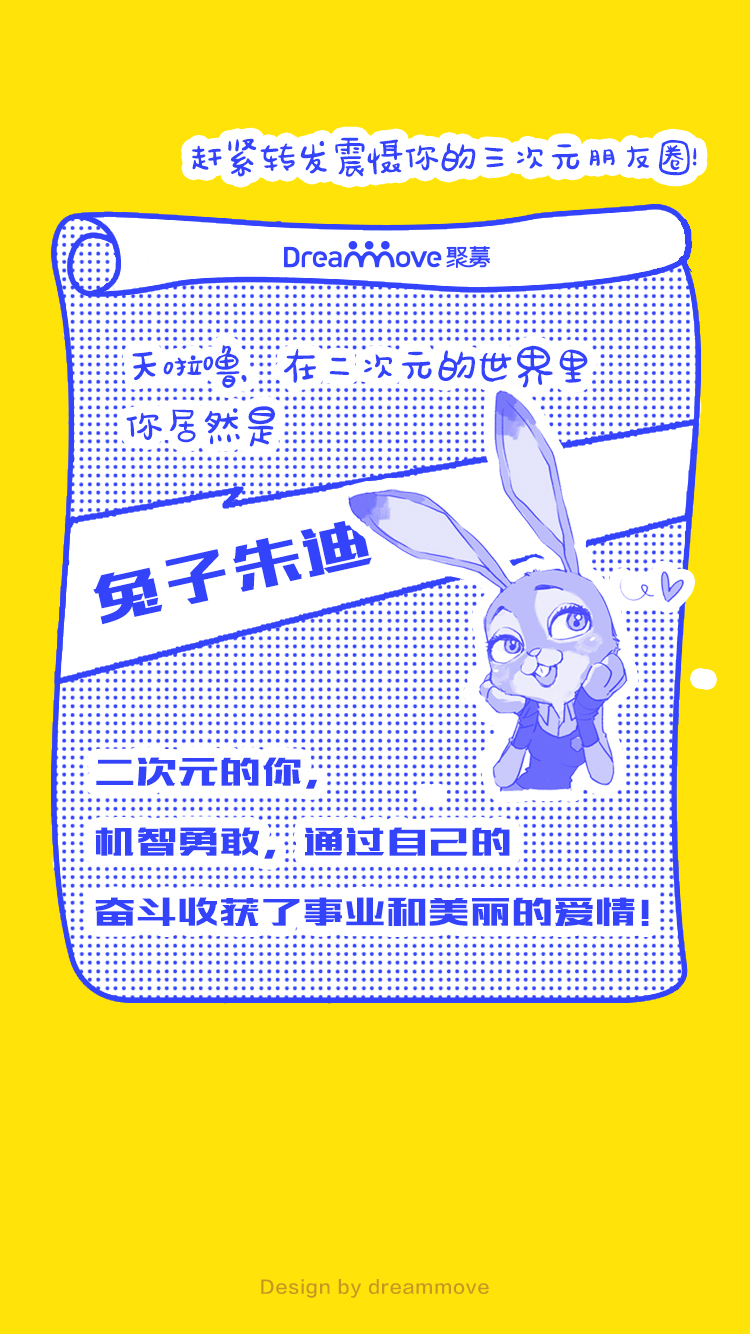 赶紧转发震慑你的三次元朋友圈!
Dreammove聚募
天啦噜,在二次元的世界里
你居然是
兔子朱迪
二次元的你,
机智勇敢,通过自己的
奋斗收获了事业和美丽的爱情!
Design by dreammove